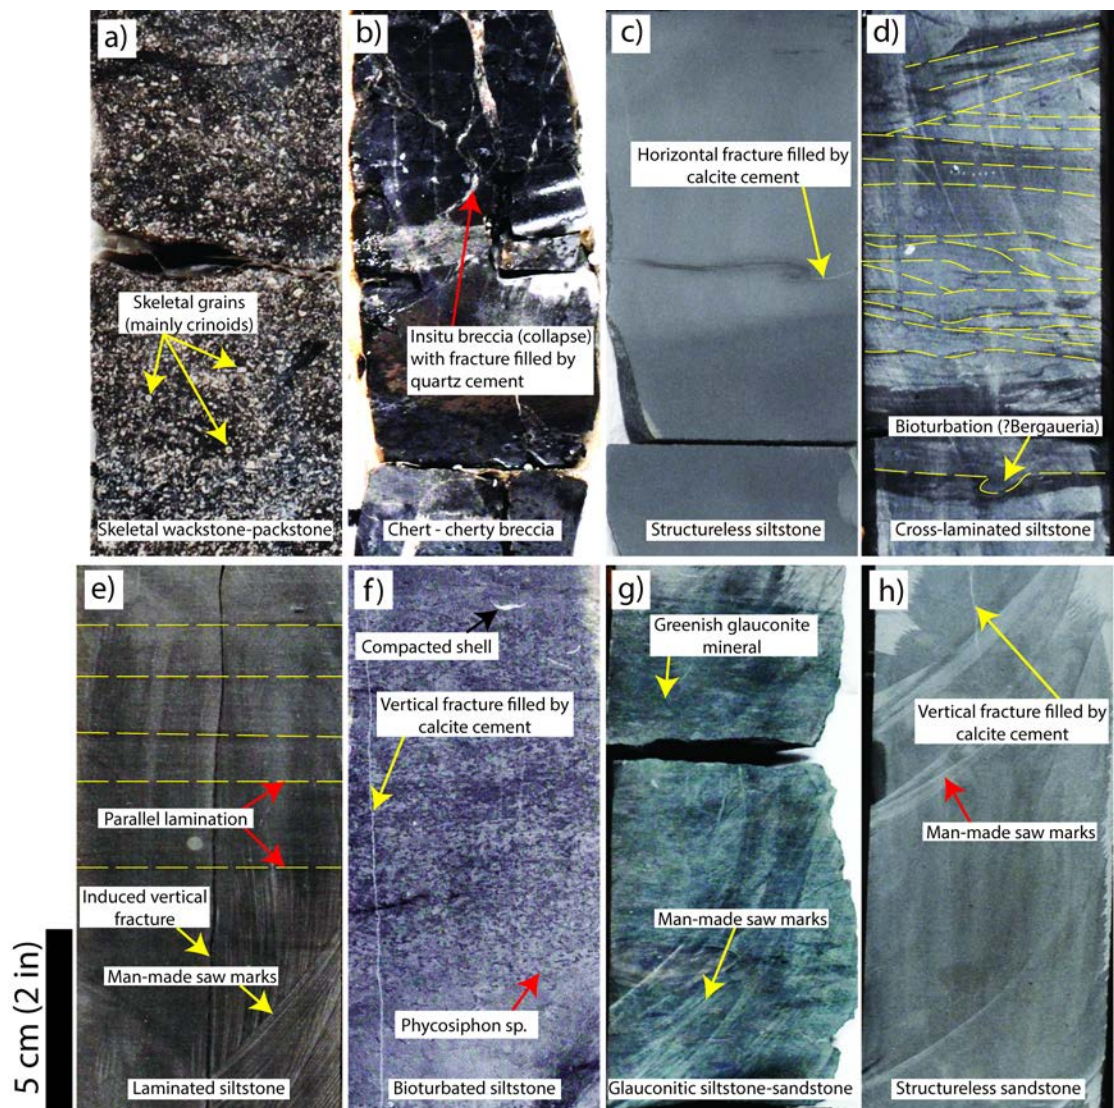 a)
Skeletal grains
(mainly crinoids)
Skeletal wackstone-packstone
b)
Insitu breccia (collapse)
with fracture filled by
quartz cement
Chert - cherty breccia
c)
Horizontal fracture filled by
calcite cement
Structureless siltstone
d)
Bioturbation (?Bergaueria)
Cross-laminated siltstone
e)
Parallel lamination
Induced vertical
fracture
Man-made saw marks
Laminated siltstone
f)
Compacted shell
Vertical fracture filled by
calcite cement
Phycosiphon sp.
Bioturbated siltstone
g)
Greenish glauconite
mineral
Man-made saw marks
Glauconitic siltstone-sandstone
h)
Vertical fracture filled by
calcite cement
Man-made saw marks
Structureless sandstone
5 cm (2 in)